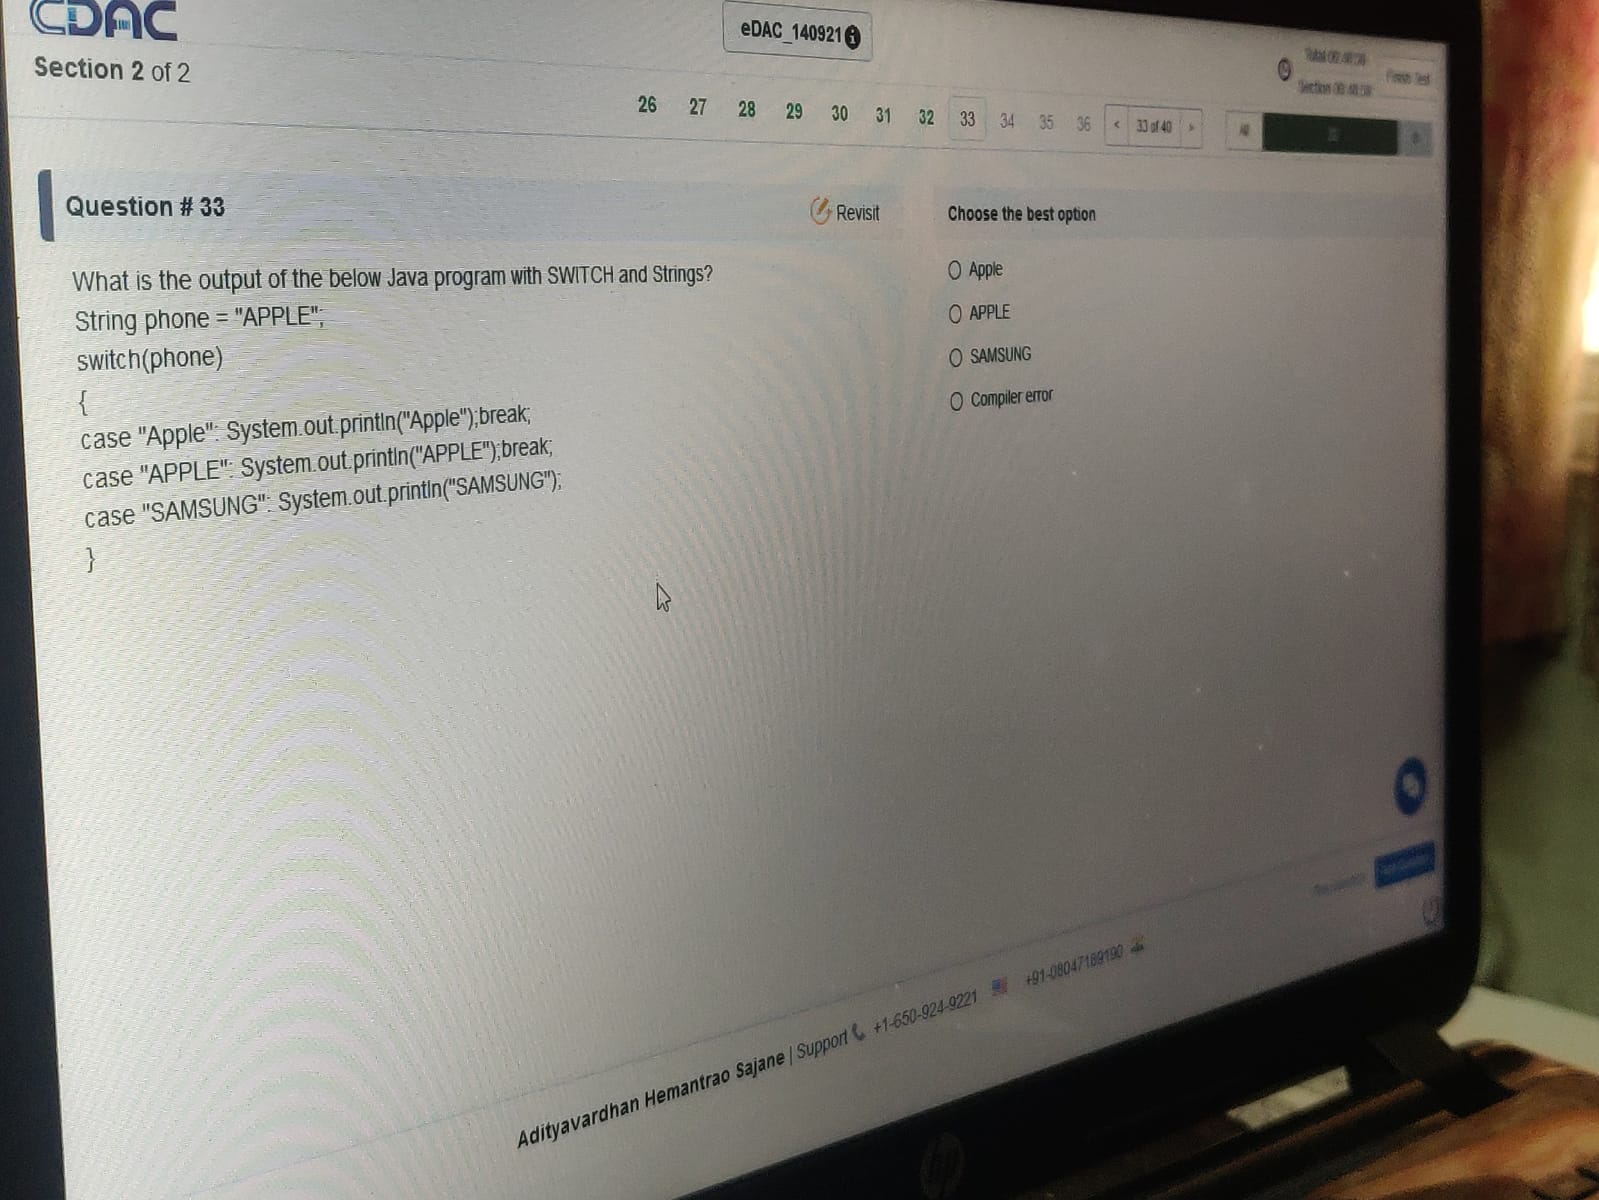 CDAC
eDAC_140921
Section 2 of 2
Finish Test
26 27 28 29 30 31 32 33 34 35 36 < 33 of 40 > All
Question # 33
Revisit
What is the output of the below Java program with SWITCH and Strings?
String phone = "APPLE";
switch(phone)
{
case "Apple": System.out.println("Apple");break;
case "APPLE": System.out.println("APPLE");break;
case "SAMSUNG": System.out.println("SAMSUNG");
}
Choose the best option
Apple
APPLE
SAMSUNG
Compiler error
Adityavardhan Hemantrao Sajane | Support +1-650-924-9221 +91-08047189190
hp